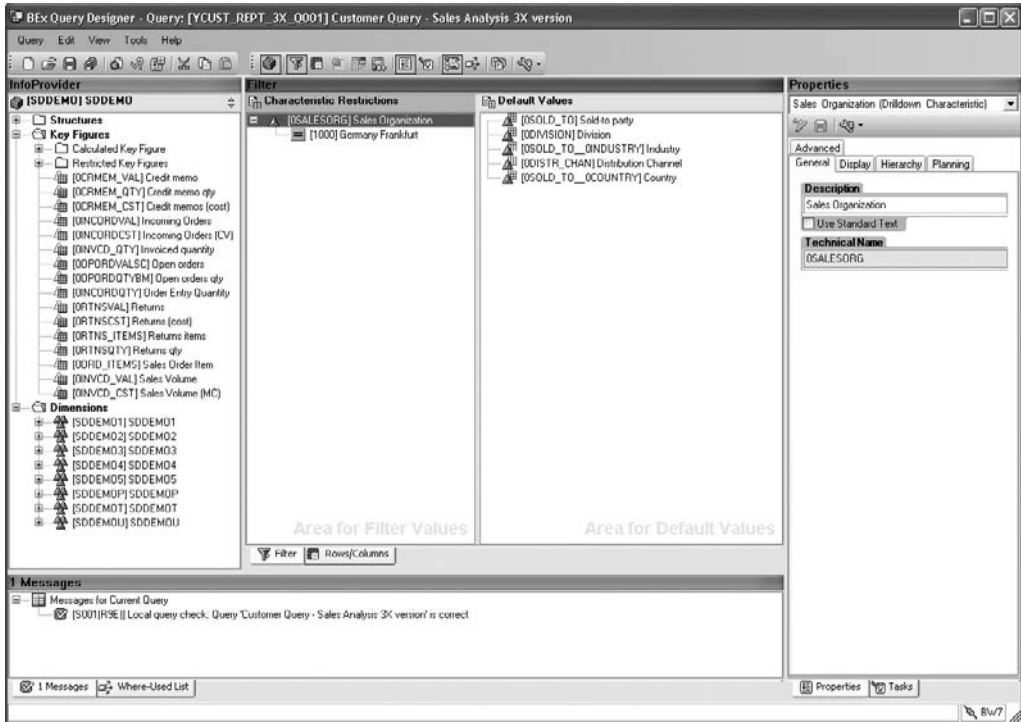 BEx Query Designer - Query: [YCUST_REPT_3X_Q001] Customer Query - Sales Analysis 3X version
Query Edit View Tools Help
InfoProvider
[SDDEMO] SDDEMO
Structures
Key Figures
Calculated Key Figure
Restricted Key Figures
[0CRMEM_VAL] Credit memo
[0CRMEM_QTY] Credit memo qty
[0CRMEM_CST] Credit memos (cost)
[0INCORDVAL] Incoming Orders
[0INCORDCST] Incoming Orders (CV)
[0INVCD_QTY] Invoiced quantity
[0OPORDVALSC] Open orders
[0OPORDQTYBM] Open orders qty
[0INCORDQTY] Order Entry Quantity
[0RTNSVAL] Returns
[0RTNSCST] Returns (cost)
[0RTNS_ITEMS] Returns items
[0RTNSQTY] Returns qty
[0ORD_ITEMS] Sales Order Item
[0INVCD_VAL] Sales Volume
[0INVCD_CST] Sales Volume (MC)
Dimensions
[SDDEMO1] SDDEMO1
[SDDEMO2] SDDEMO2
[SDDEMO3] SDDEMO3
[SDDEMO4] SDDEMO4
[SDDEMO5] SDDEMO5
[SDDEMOP] SDDEMOP
[SDDEMOT] SDDEMOT
[SDDEMOU] SDDEMOU
Filter
Characteristic Restrictions
[0SALESORG] Sales Organization
[1000] Germany Frankfurt
Area for Filter Values
Default Values
[0SOLD_TO] Sold-to party
[0DIVISION] Division
[0SOLD_TO__0INDUSTRY] Industry
[0DISTR_CHAN] Distribution Channel
[0SOLD_TO__0COUNTRY] Country
Area for Default Values
Filter Rows/Columns
Properties
Sales Organization (Drilldown Characteristic)
Advanced
General Display Hierarchy Planning
Description
Sales Organization
Use Standard Text
Technical Name
0SALESORG
1 Messages
Messages for Current Query
[S001(R9E)] Local query check; Query 'Customer Query - Sales Analysis 3X version' is correct
1 Messages Where-Used List
Properties Tasks
BW7